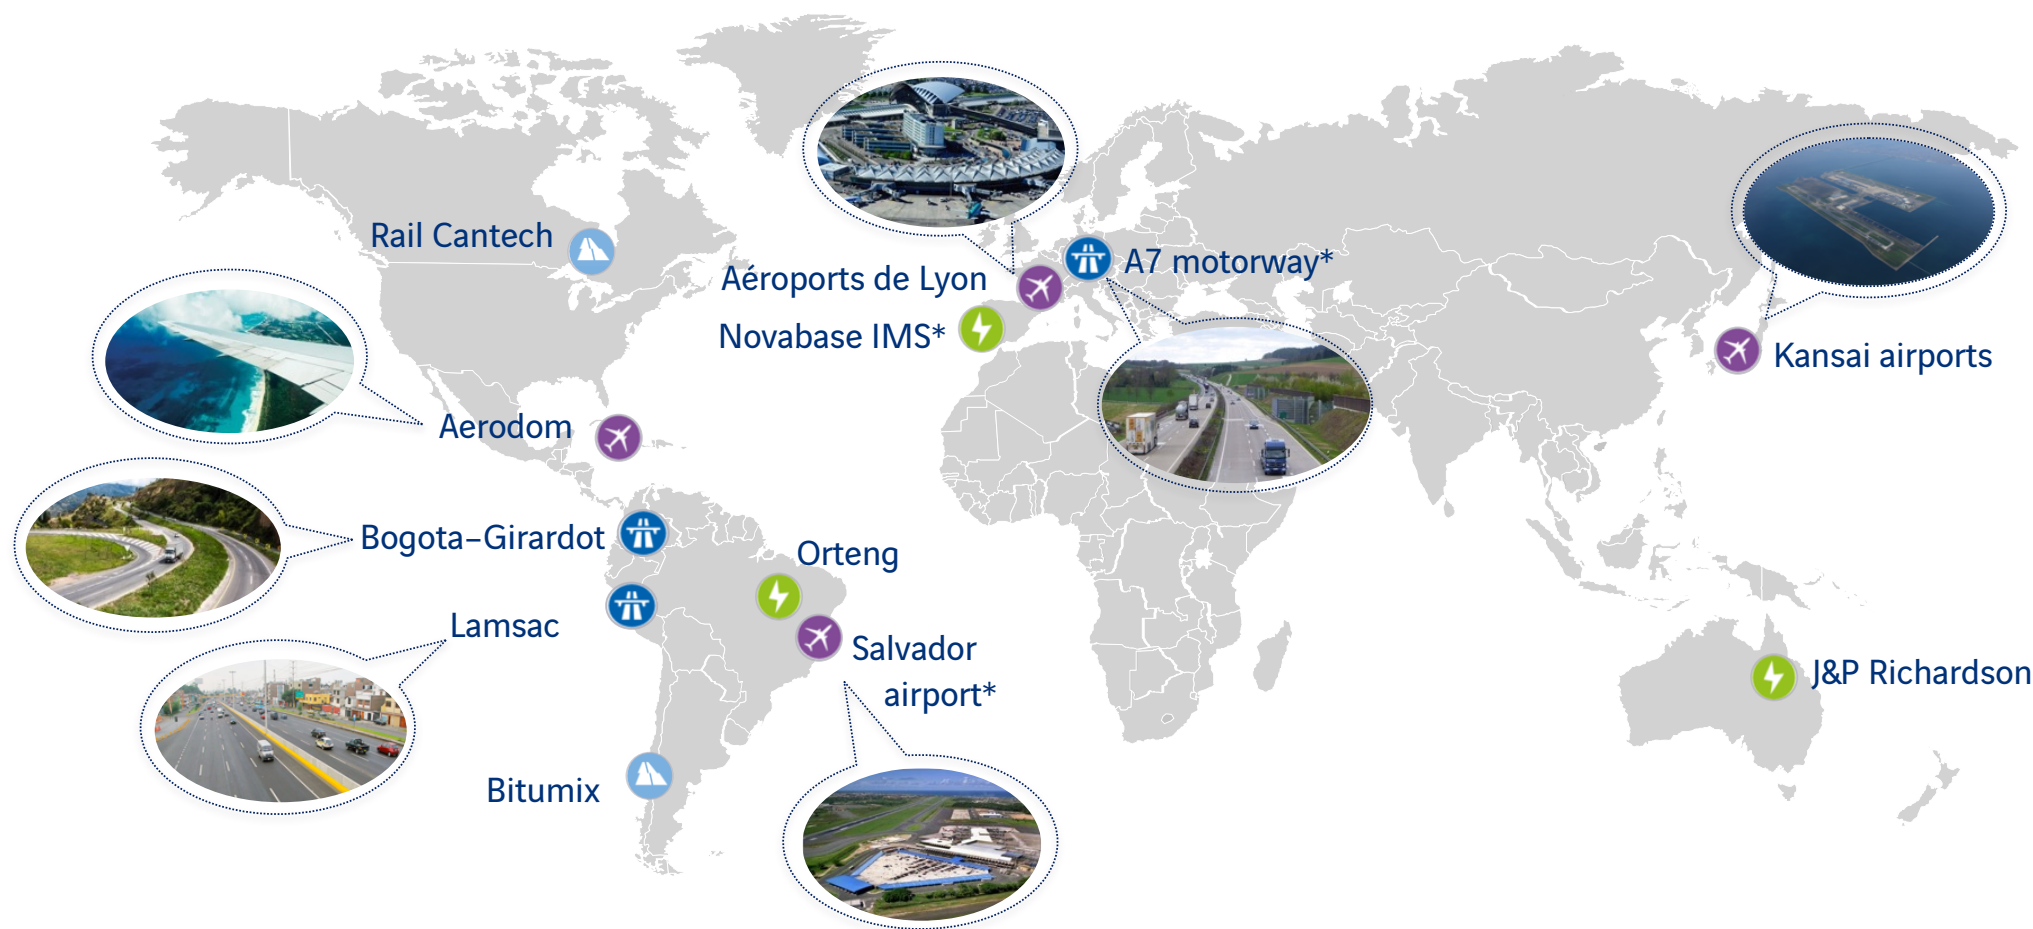 Rail Cantech
Aéroports de Lyon
A7 motorway*
Novabase IMS*
Kansai airports
Aerodom
Bogota–Girardot
Orteng
Lamsac
Salvador
airport*
J&P Richardson
Bitumix